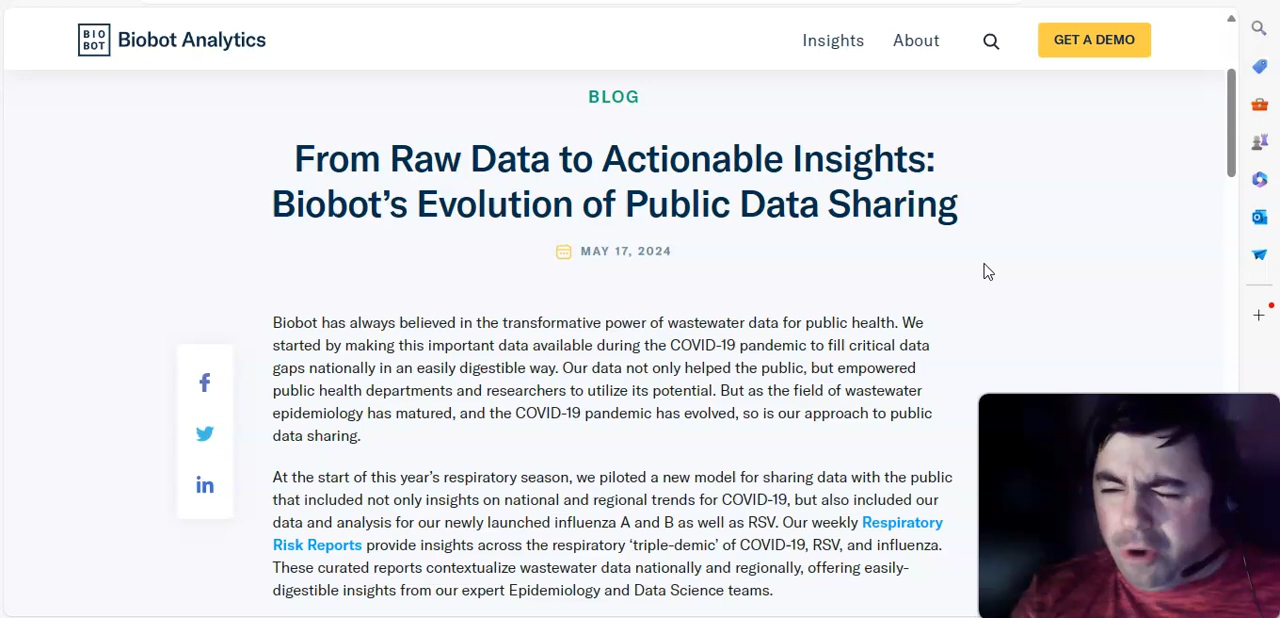 BIO
BOT
Biobot Analytics
Insights
About
GET A DEMO
BLOG
From Raw Data to Actionable Insights:
Biobot’s Evolution of Public Data Sharing
MAY 17, 2024
Biobot has always believed in the transformative power of wastewater data for public health. We
started by making this important data available during the COVID-19 pandemic to fill critical data
gaps nationally in an easily digestible way. Our data not only helped the public, but empowered
public health departments and researchers to utilize its potential. But as the field of wastewater
epidemiology has matured, and the COVID-19 pandemic has evolved, so is our approach to public
data sharing.
At the start of this year’s respiratory season, we piloted a new model for sharing data with the public
that included not only insights on national and regional trends for COVID-19, but also included our
data and analysis for our newly launched influenza A and B as well as RSV. Our weekly Respiratory
Risk Reports provide insights across the respiratory ‘triple-demic’ of COVID-19, RSV, and influenza.
These curated reports contextualize wastewater data nationally and regionally, offering easily-
digestible insights from our expert Epidemiology and Data Science teams.